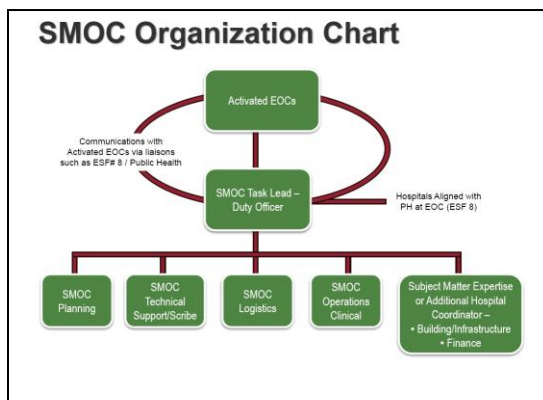 SMOC Organization Chart
Activated EOCs
Communications with
Activated EOCs via liaisons
such as ESF# 8 / Public Health
SMOC Task Lead –
Duty Officer
Hospitals Aligned with
PH at EOC (ESF 8)
SMOC
Planning
SMOC
Technical
Support/Scribe
SMOC
Logistics
SMOC
Operations
Clinical
Subject Matter Expertise
or Additional Hospital
Coordinator –
• Building/Infrastructure
• Finance